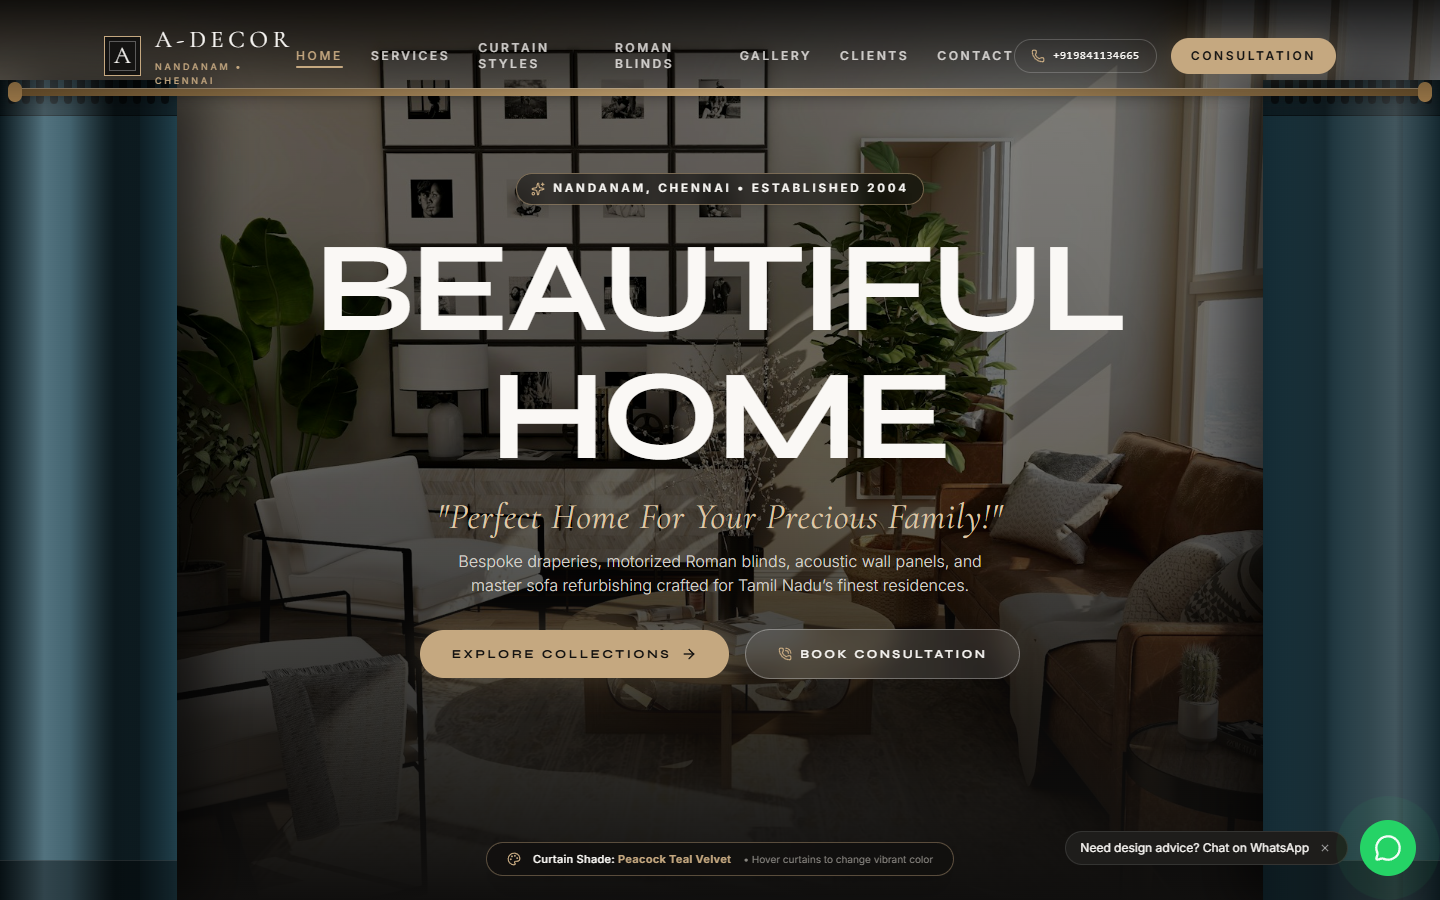 A
A-DECOR
NANDANAM •
CHENNAI
HOME
SERVICES
CURTAIN
STYLES
ROMAN
BLINDS
GALLERY
CLIENTS
CONTACT
+919841134665
CONSULTATION
NANDANAM, CHENNAI • ESTABLISHED 2004
BEAUTIFUL
HOME
"Perfect Home For Your Precious Family!"
Bespoke draperies, motorized Roman blinds, acoustic wall panels, and
master sofa refurbishing crafted for Tamil Nadu’s finest residences.
EXPLORE COLLECTIONS →
BOOK CONSULTATION
Curtain Shade: Peacock Teal Velvet • Hover curtains to change vibrant color
Need design advice? Chat on WhatsApp ×